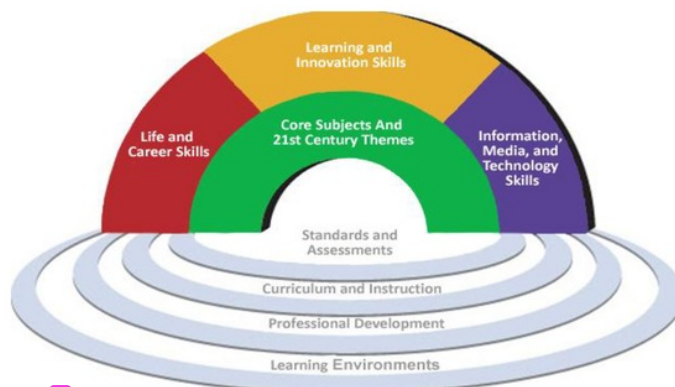 Learning and
Innovation Skills
Life and
Career Skills
Core Subjects And
21st Century Themes
Information,
Media, and
Technology
Skills
Standards and
Assessments
Curriculum and Instruction
Professional Development
Learning Environments